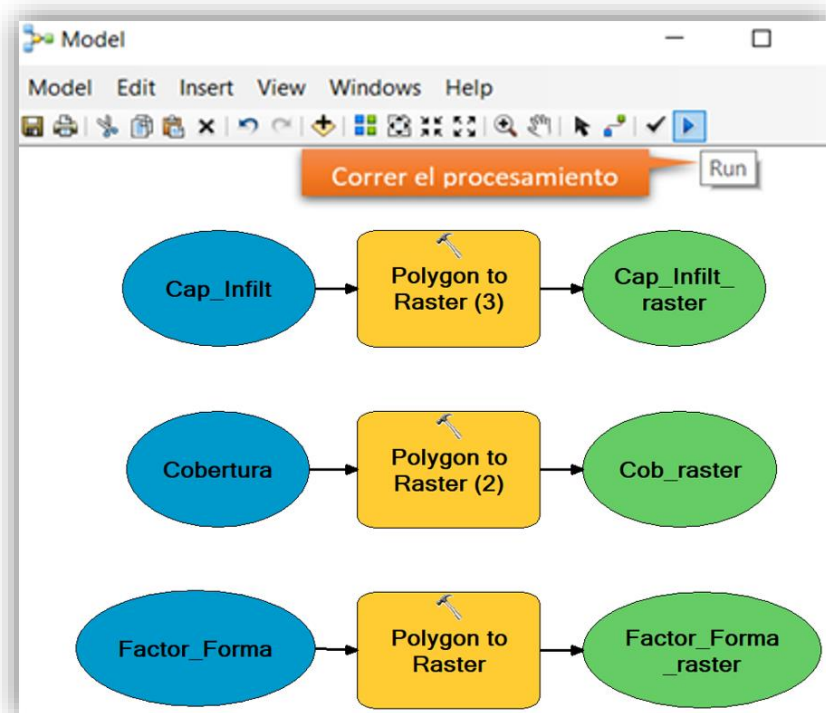 Model
Model Edit Insert View Windows Help
Correr el procesamiento
Run
Cap_Infilt
Polygon to
Raster (3)
Cap_Infilt_
raster
Cobertura
Polygon to
Raster (2)
Cob_raster
Factor_Forma
Polygon to
Raster
Factor_Forma
_raster